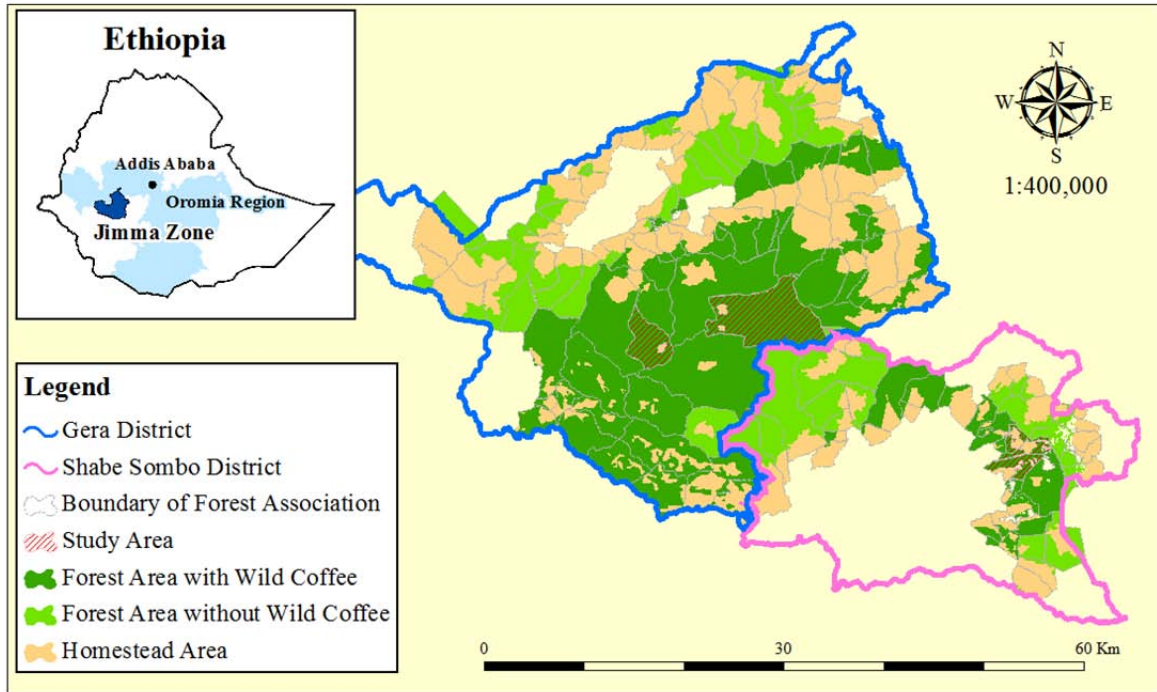 Ethiopia
Addis Ababa
Oromia Region
Jimma Zone
N
W E
S
1:400,000
Legend
Gera District
Shabe Sombo District
Boundary of Forest Association
Study Area
Forest Area with Wild Coffee
Forest Area without Wild Coffee
Homestead Area
0 30 60 Km